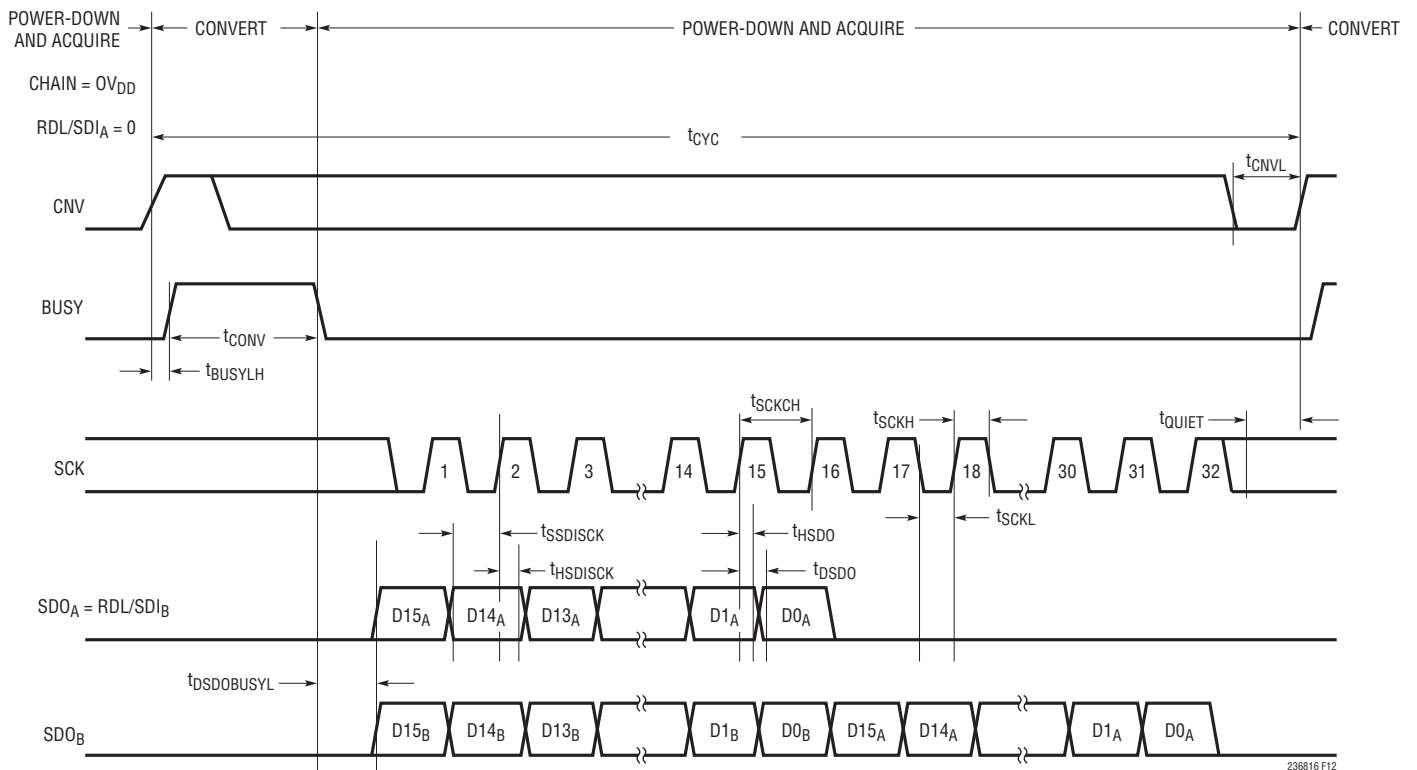 POWER-DOWN
AND ACQUIRE
CONVERT
POWER-DOWN AND ACQUIRE
CONVERT
CHAIN = OVDD
RDL/SDIA = 0
tCYC
tCNVL
CNV
BUSY
tCONV
tBUSYLH
tSCKCH
tSCKH
tQUIET
SCK
1 2 3 14 15 16 17 18 30 31 32
tSSDISCK
tHSDO
tSCKL
tHSDISCK
tDSDO
SDOA = RDL/SDIB
D15A D14A D13A D1A D0A
tDSDOBUSYL
SDOB
D15B D14B D13B D1B D0B D15A D14A D1A D0A
236816 F12